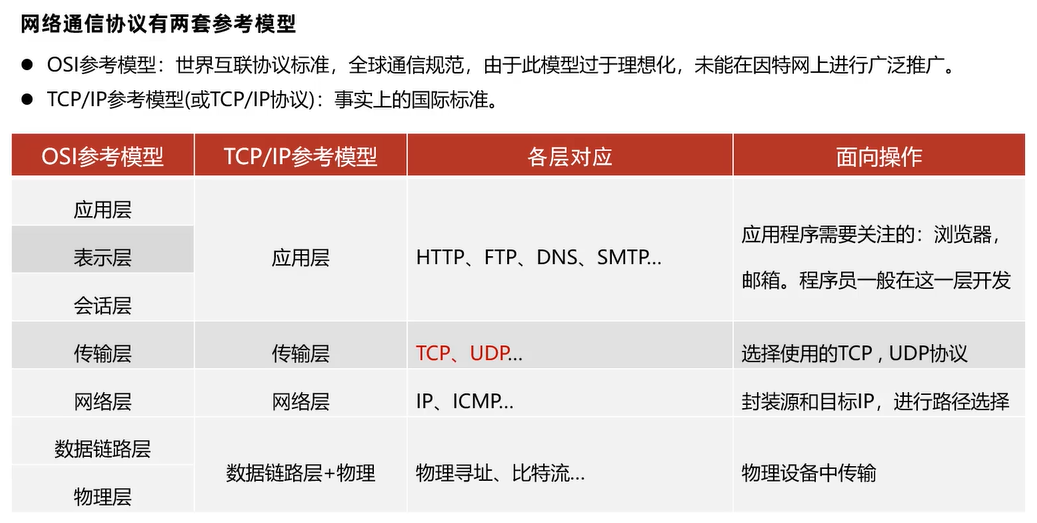 网络通信协议有两套参考模型
● OSI参考模型：世界互联协议标准，全球通信规范，由于此模型过于理想化，未能在因特网上进行广泛推广。
● TCP/IP参考模型(或TCP/IP协议)：事实上的国际标准。
OSI参考模型 TCP/IP参考模型 各层对应 面向操作
应用层
表示层
会话层
应用层
HTTP、FTP、DNS、SMTP...
应用程序需要关注的：浏览器，
邮箱。程序员一般在这一层开发
传输层 传输层 TCP、UDP... 选择使用的TCP , UDP协议
网络层 网络层 IP、ICMP... 封装源和目标IP，进行路径选择
数据链路层
物理层
数据链路层+物理
物理寻址、比特流...
物理设备中传输